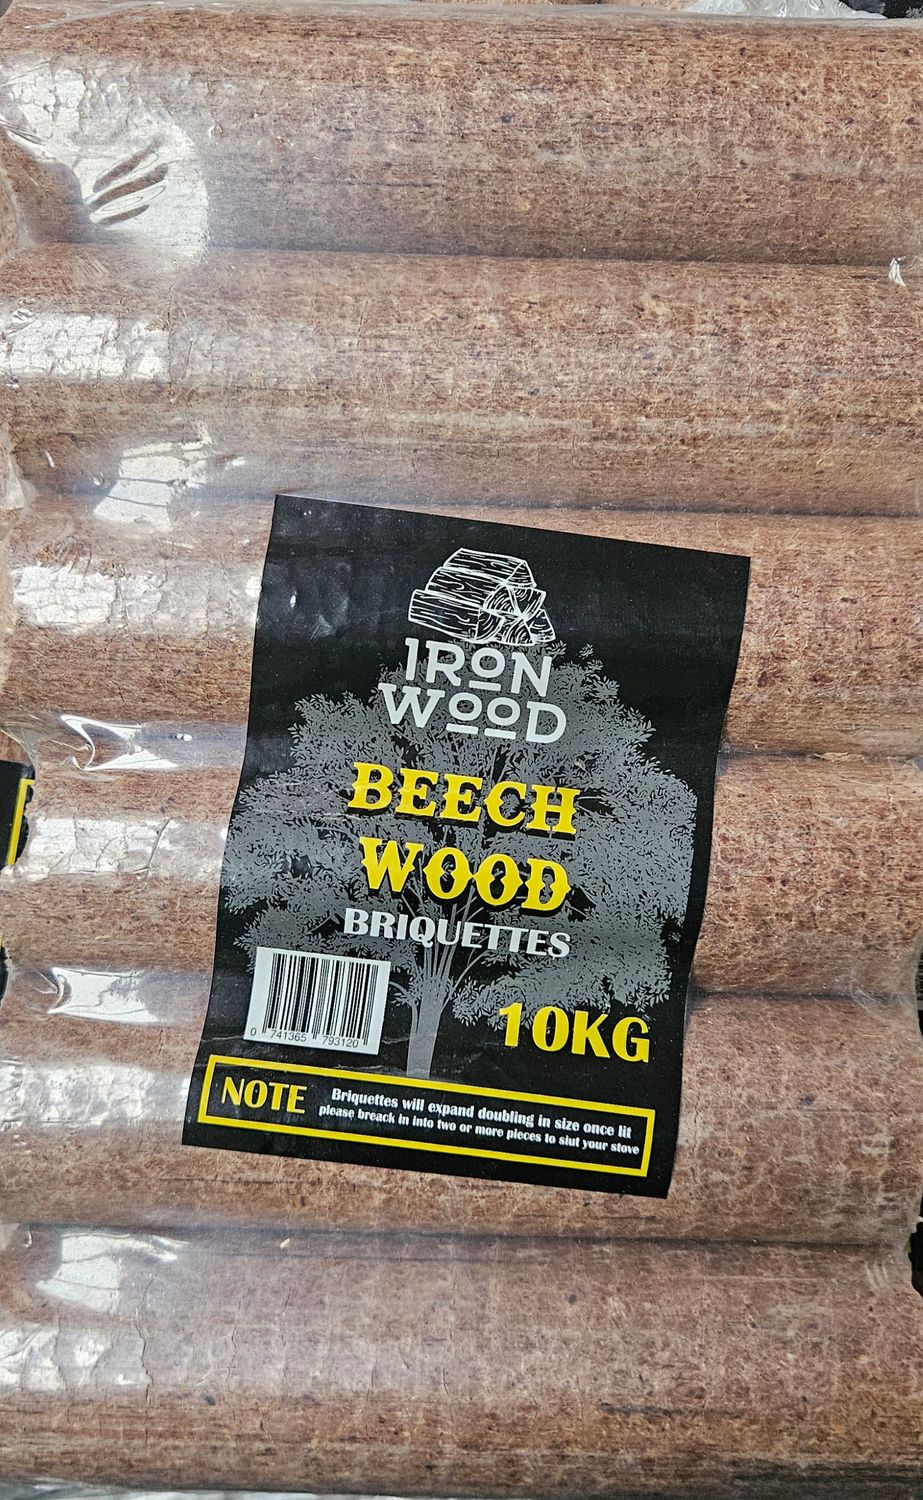 IRON
WOOD
BEECH
WOOD
BRIQUETTES
0 741365 793120
10KG
NOTE
Briquettes will expand doubling in size once lit
please breack in into two or more pieces to siut your stove